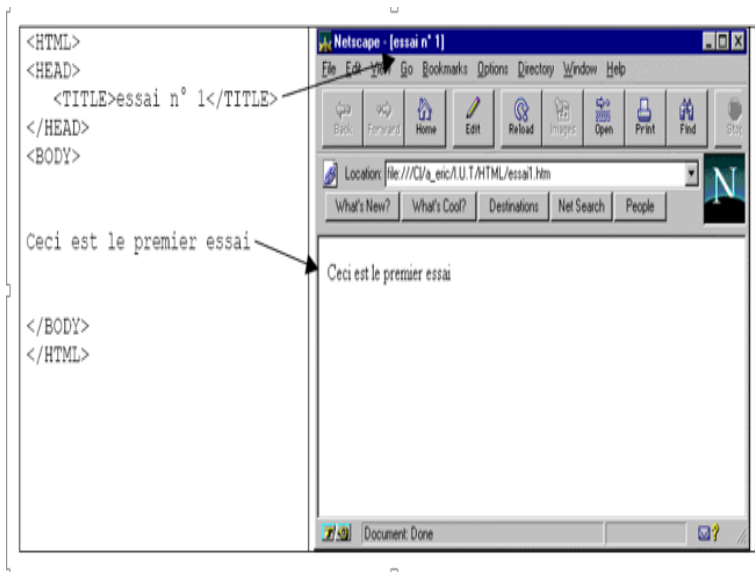 <HTML>
<HEAD>
<TITLE>essai n° 1</TITLE>
</HEAD>
<BODY>
Ceci est le premier essai
</BODY>
</HTML>
Netscape - [essai n° 1]
File Edit View Go Bookmarks Options Directory Window Help
Back Forward Home Edit Reload Images Open Print Find Stop
Location: file:///C|/a_eric/I.U.T/HTML/essai1.htm
N
What's New? What's Cool? Destinations Net Search People
Ceci est le premier essai
Document: Done